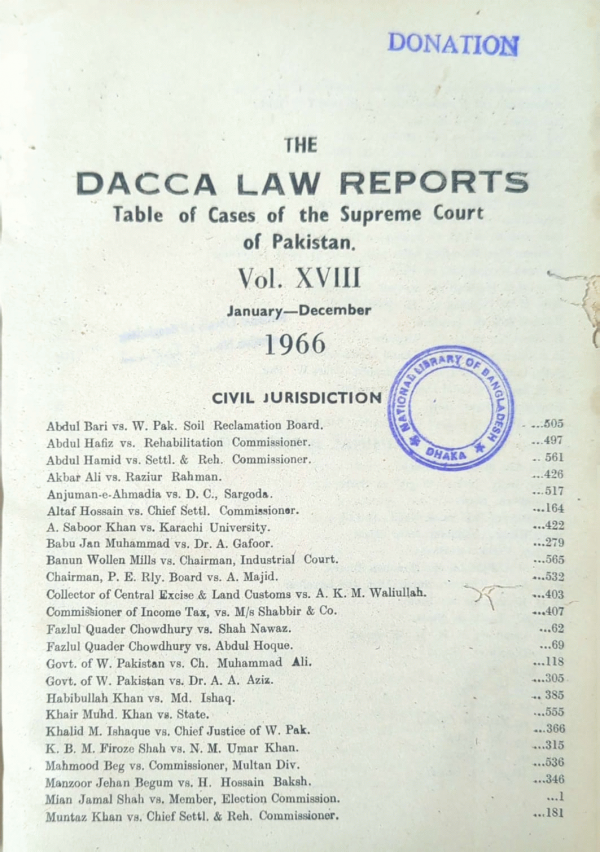 DONATION
THE
DACCA LAW REPORTS
Table of Cases of the Supreme Court
of Pakistan.
Vol. XVIII
January—December
1966
NATIONAL LIBRARY OF BANGLADESH
DHAKA
CIVIL JURISDICTION
Abdul Bari vs. W. Pak. Soil Reclamation Board. ...505
Abdul Hafiz vs. Rehabilitation Commissioner. ...497
Abdul Hamid vs. Settl. & Reh. Commissioner. .. 561
Akbar Ali vs. Raziur Rahman. ...426
Anjuman-e-Ahmadia vs. D. C., Sargoda. ...517
Altaf Hossain vs. Chief Settl. Commissioner. ...164
A. Saboor Khan vs. Karachi University. ...422
Babu Jan Muhammad vs. Dr. A. Gafoor. ...279
Banun Wollen Mills vs. Chairman, Industrial Court. ...565
Chairman, P. E. Rly. Board vs. A. Majid. ...532
Collector of Central Excise & Land Customs vs. A. K. M. Waliullah. ...403
Commissioner of Income Tax, vs. M/s Shabbir & Co. ...407
Fazlul Quader Chowdhury vs. Shah Nawaz. ...62
Fazlul Quader Chowdhury vs. Abdul Hoque. ...69
Govt. of W. Pakistan vs. Ch. Muhammad Ali. ...118
Govt. of W. Pakistan vs. Dr. A. A. Aziz. ...305
Habibullah Khan vs. Md. Ishaq. ... 385
Khair Muhd. Khan vs. State. ...555
Khalid M. Ishaque vs. Chief Justice of W. Pak. ...366
K. B. M. Firoze Shah vs. N. M. Umar Khan. ...315
Mahmood Beg vs. Commissioner, Multan Div. ...536
Manzoor Jehan Begum vs. H. Hossain Baksh. ...346
Mian Jamal Shah vs. Member, Election Commission. ...1
Muntaz Khan vs. Chief Settl. & Reh. Commissioner. ...181